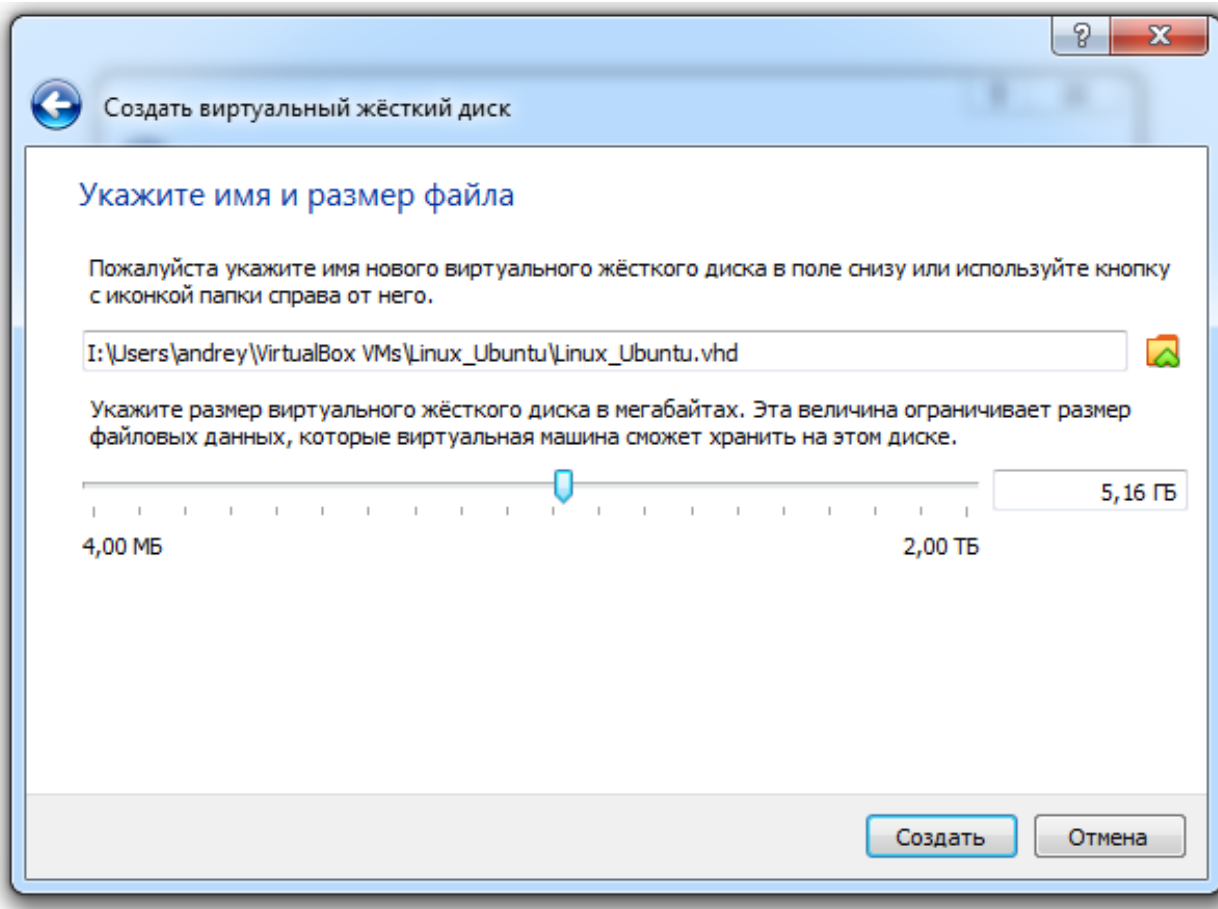 Создать виртуальный жёсткий диск
Укажите имя и размер файла
Пожалуйста укажите имя нового виртуального жёсткого диска в поле снизу или используйте кнопку
с иконкой папки справа от него.
I:\Users\andrey\VirtualBox VMs\Linux_Ubuntu\Linux_Ubuntu.vhd
Укажите размер виртуального жёсткого диска в мегабайтах. Эта величина ограничивает размер
файловых данных, которые виртуальная машина сможет хранить на этом диске.
5,16 ГБ
4,00 МБ 2,00 ТБ
Создать Отмена